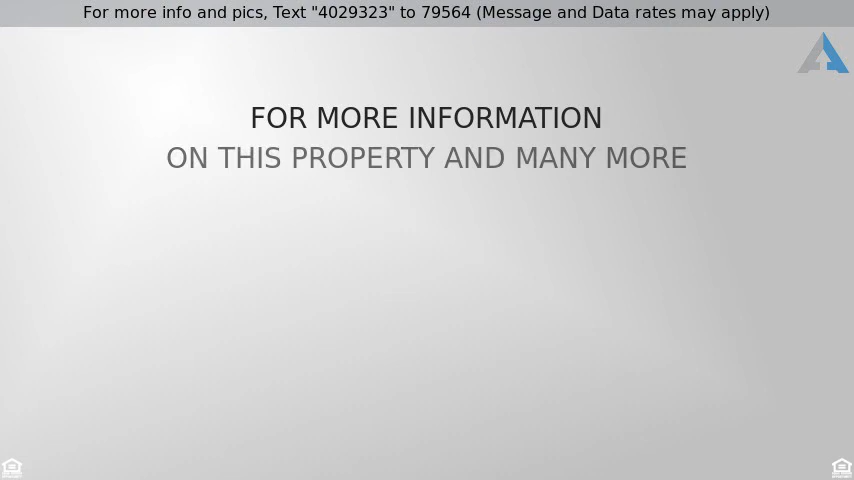 For more info and pics, Text "4029323" to 79564 (Message and Data rates may apply)
FOR MORE INFORMATION
ON THIS PROPERTY AND MANY MORE